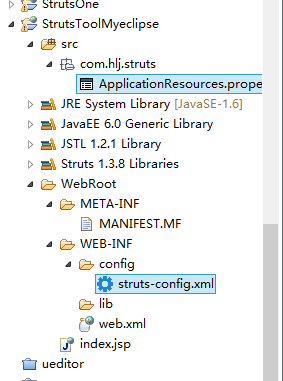 StrutsOne
StrutsToolMyeclipse
src
com.hlj.struts
ApplicationResources.prope
JRE System Library [JavaSE-1.6]
JavaEE 6.0 Generic Library
JSTL 1.2.1 Library
Struts 1.3.8 Libraries
WebRoot
META-INF
MANIFEST.MF
WEB-INF
config
struts-config.xml
lib
web.xml
index.jsp
ueditor